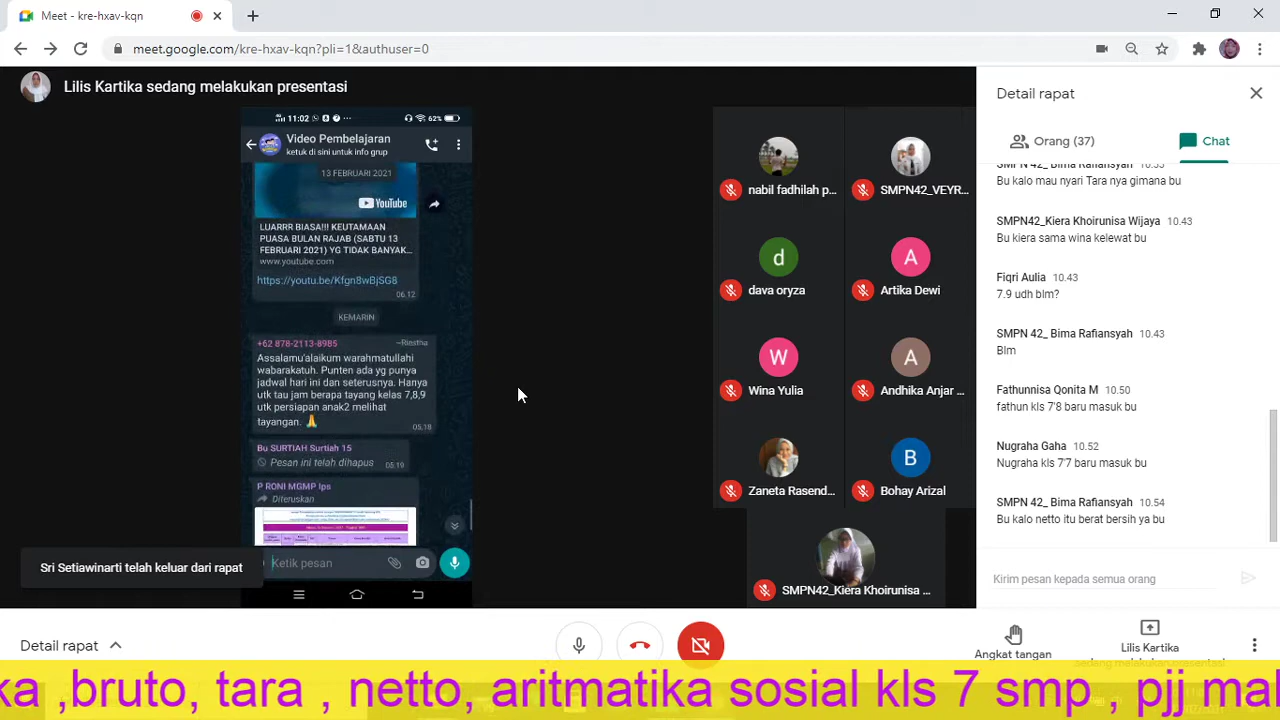 Meet - kre-hxav-kqn
meet.google.com/kre-hxav-kqn?pli=1&authuser=0
Lilis Kartika sedang melakukan presentasi
11:02
62%
Video Pembelajaran
ketuk di sini untuk info grup
13 FEBRUARI 2021
YouTube
LUARRR BIASA!!! KEUTAMAAN
PUASA BULAN RAJAB (SABTU 13
FEBRUARI 2021) YG TIDAK BANYAK...
www.youtube.com
https://youtu.be/Kfgn8wBjSG8
06.12
KEMARIN
+62 878-2113-8985
~Riestha
Assalamu'alaikum warahmatullahi
wabarakatuh. Punten ada yg punya
jadwal hari ini dan seterusnya. Hanya
utk tau jam berapa tayang kelas 7,8,9
utk persiapan anak2 melihat
tayangan. 🙏
05.18
Bu SURTIAH Surtiah 15
Pesan ini telah dihapus
05.19
P RONI MGMP Ips
Diteruskan
Ketik pesan
Sri Setiawinarti telah keluar dari rapat
nabil fadhilah p...
SMPN42_VEYR...
d
dava oryza
A
Artika Dewi
W
Wina Yulia
A
Andhika Anjar ...
Zaneta Rasend...
B
Bohay Arizal
SMPN42_Kiera Khoirunisa ...
Detail rapat
Orang (37)
Chat
SMPN 42_ Bima Rafiansyah 10.33
Bu kalo mau nyari Tara nya gimana bu
SMPN42_Kiera Khoirunisa Wijaya 10.43
Bu kiera sama wina kelewat bu
Fiqri Aulia 10.43
7.9 udh blm?
SMPN 42_ Bima Rafiansyah 10.43
Blm
Fathunnisa Qonita M 10.50
fathun kls 7'8 baru masuk bu
Nugraha Gaha 10.52
Nugraha kls 7'7 baru masuk bu
SMPN 42_ Bima Rafiansyah 10.54
Bu kalo netto itu berat bersih ya bu
Kirim pesan kepada semua orang
Detail rapat
Angkat tangan
Lilis Kartika
sedang melakukan presentasi
ka ,bruto, tara , netto, aritmatika sosial kls 7 smp , pjj mal